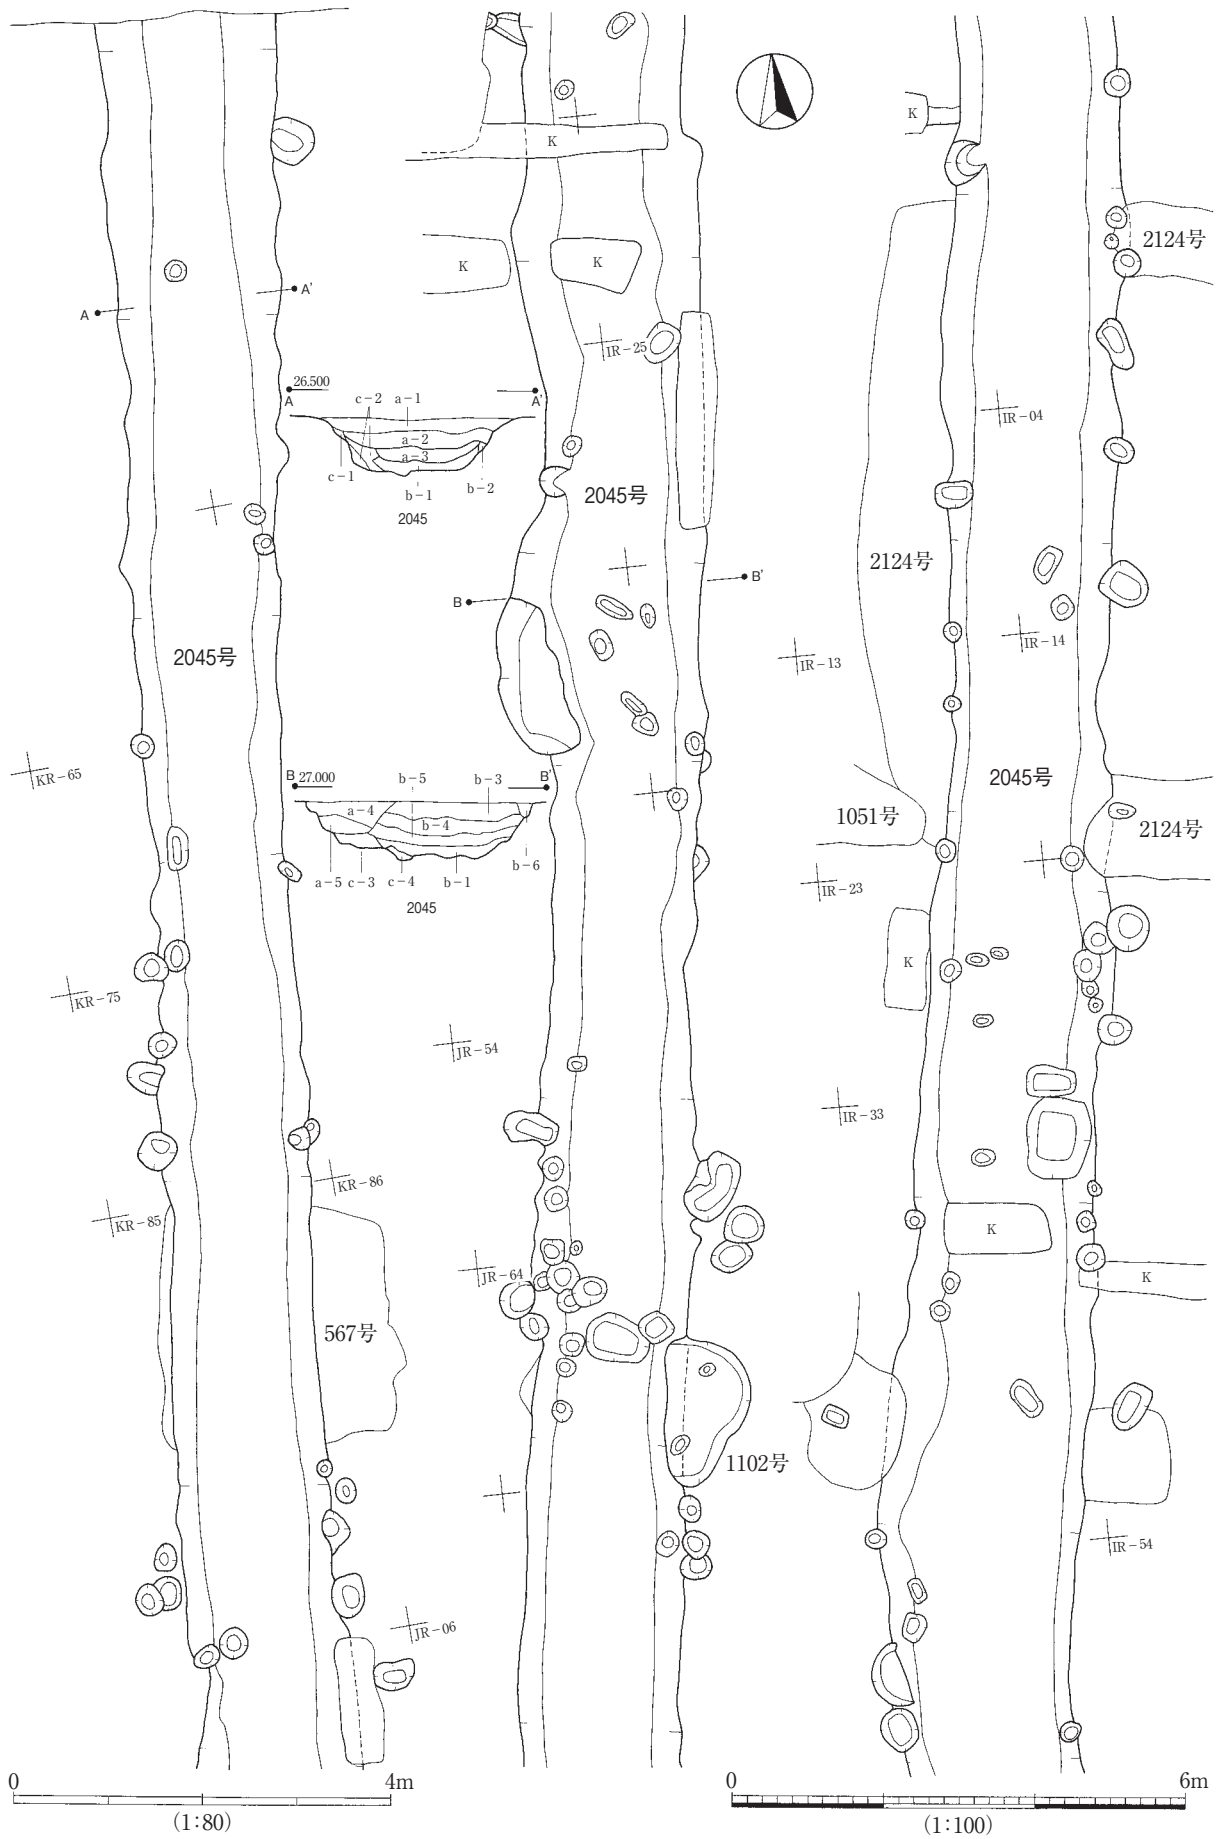 K
K
2124号
K
K
A'
A
IR-25
26.500
A
A'
c-2
a-1
IR-04
a-2
a-3
c-1
b-1
b-2
2045号
2045
2124号
B'
B
IR-14
2045号
IR-13
KR-65
B
27.000
b-5
b-3
B'
2045号
a-4
b-4
1051号
2124号
a-5
c-3
c-4
b-1
b-6
IR-23
2045
K
KR-75
JR-54
IR-33
KR-86
KR-85
K
JR-64
K
567号
1102号
IR-54
JR-06
0
4m
(1:80)
0
6m
(1:100)